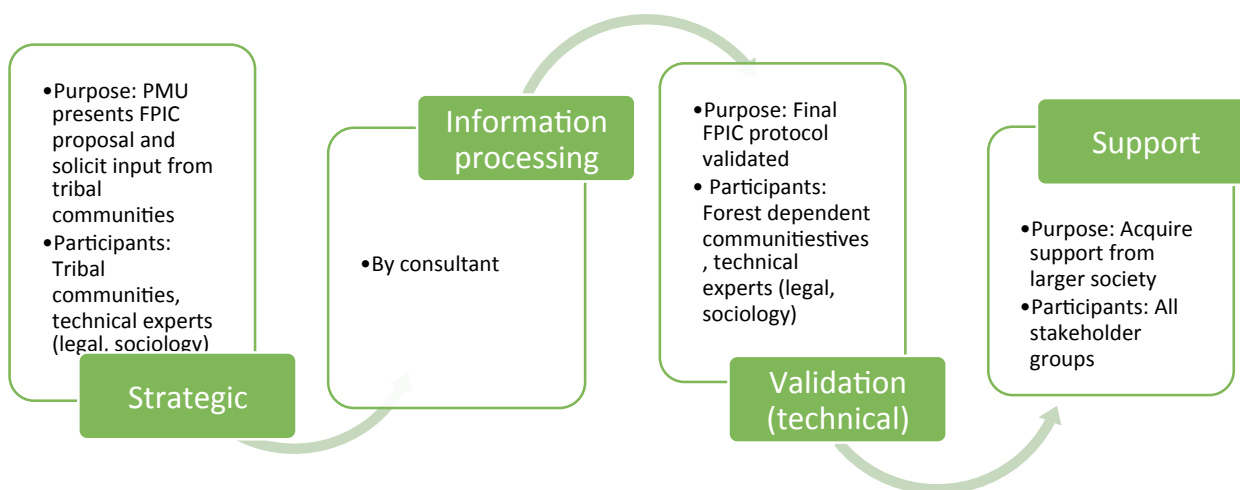 •Purpose: PMU
presents FPIC
proposal and
solicit input from
tribal
communities
•Participants:
Tribal
communities,
technical experts
(legal, sociology)
Strategic
Information
processing
•By consultant
•Purpose: Final
FPIC protocol
validated
• Participants:
Forest dependent
communitiestives
, technical
experts (legal,
sociology)
Validation
(technical)
Support
•Purpose: Acquire
support from
larger society
•Participants: All
stakeholder
groups